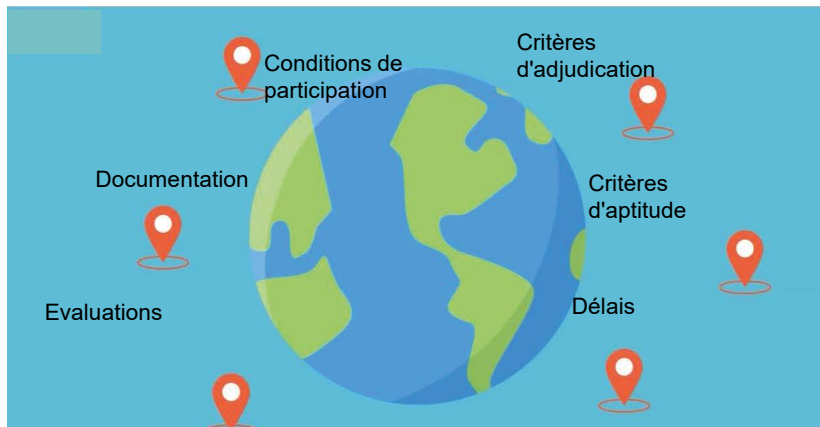 Conditions de
participation
Critères
d'adjudication
Documentation
Critères
d'aptitude
Evaluations
Délais